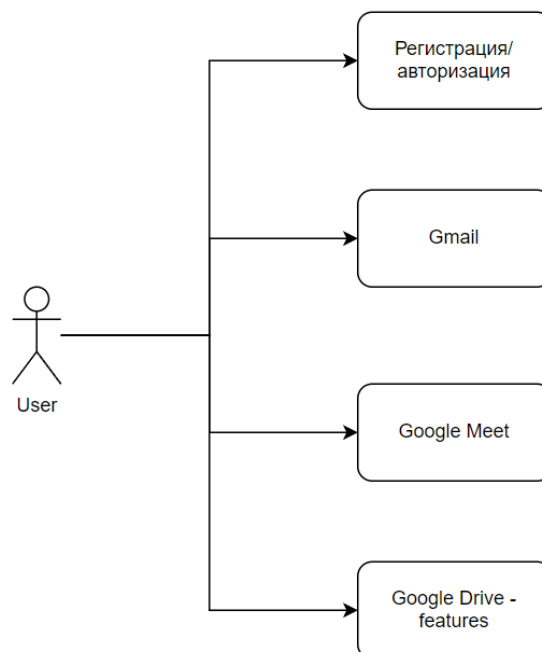 Регистрация/
авторизация
Gmail
User
Google Meet
Google Drive -
features